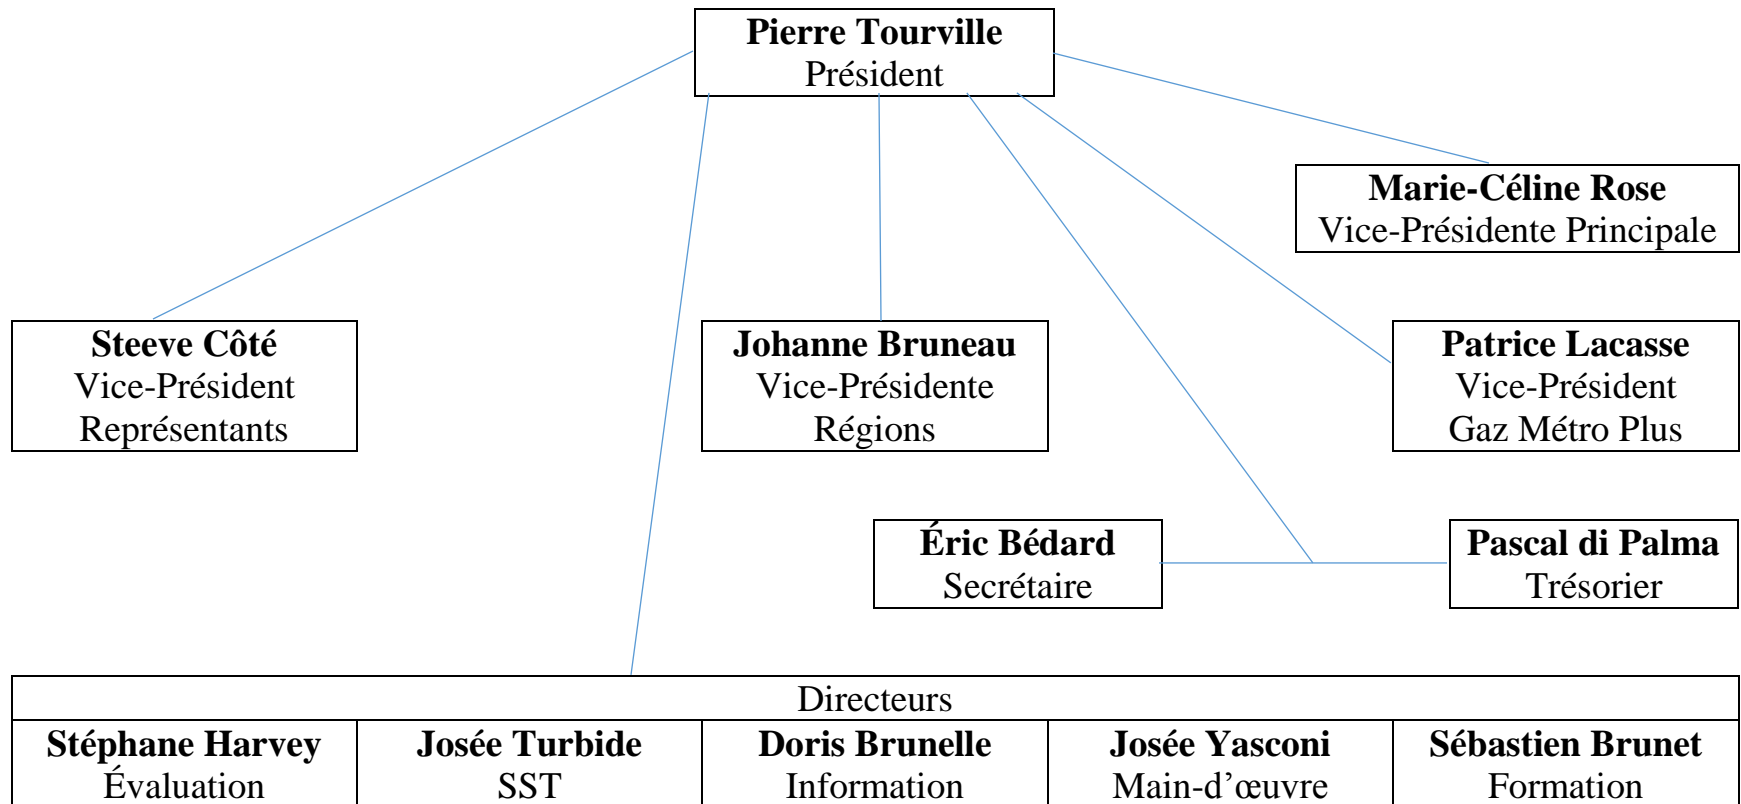 Pierre Tourville
Président
Marie-Céline Rose
Vice-Présidente Principale
Steeve Côté
Vice-Président
Représentants
Johanne Bruneau
Vice-Présidente
Régions
Patrice Lacasse
Vice-Président
Gaz Métro Plus
Éric Bédard
Secrétaire
Pascal di Palma
Trésorier
Directeurs
Stéphane Harvey
Évaluation
Josée Turbide
SST
Doris Brunelle
Information
Josée Yasconi
Main-d’œuvre
Sébastien Brunet
Formation